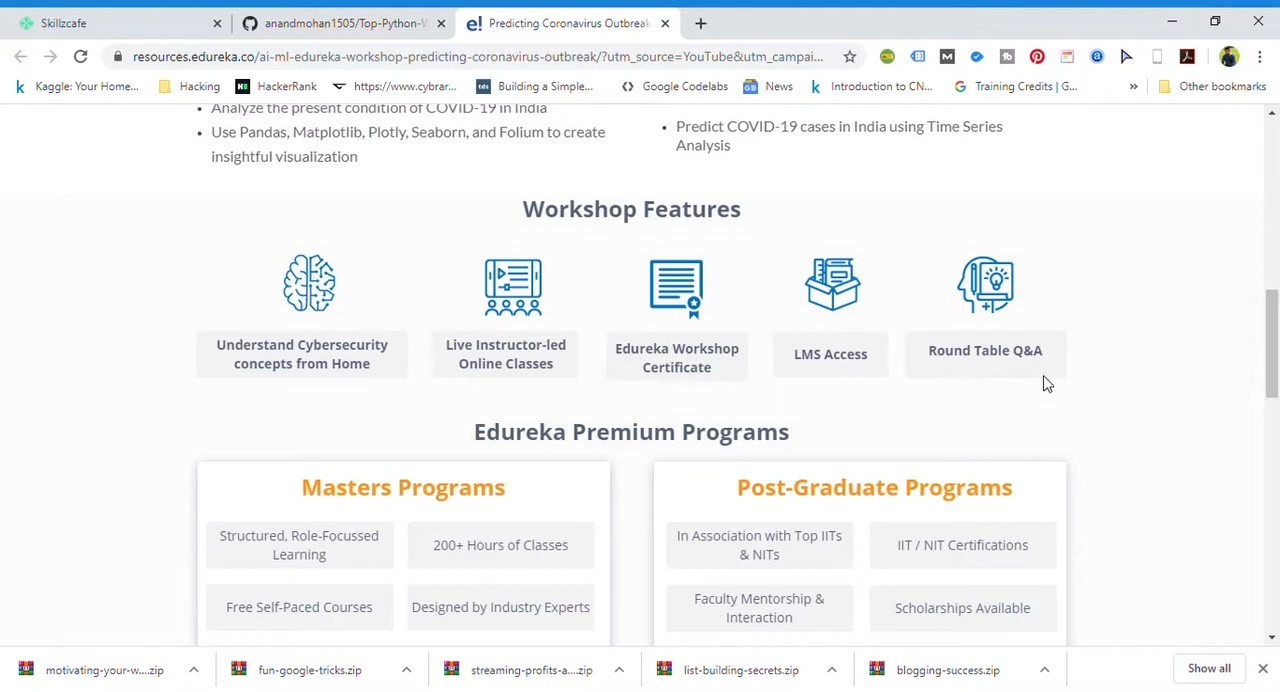 Skillzcafe
anandmohan1505/Top-Python-W
Predicting Coronavirus Outbreak
resources.edureka.co/ai-ml-edureka-workshop-predicting-coronavirus-outbreak/?utm_source=YouTube&utm_campai...
Kaggle: Your Home...
Hacking
HackerRank
https://www.cybrar...
Building a Simple...
Google Codelabs
News
Introduction to CN...
Training Credits | G...
»
Other bookmarks
• Analyze the present condition of COVID-19 in India
• Use Pandas, Matplotlib, Plotly, Seaborn, and Folium to create
insightful visualization
• Predict COVID-19 cases in India using Time Series
Analysis
Workshop Features
Understand Cybersecurity
concepts from Home
Live Instructor-led
Online Classes
Edureka Workshop
Certificate
LMS Access
Round Table Q&A
Edureka Premium Programs
Masters Programs
Structured, Role-Focussed
Learning
200+ Hours of Classes
Free Self-Paced Courses
Designed by Industry Experts
Post-Graduate Programs
In Association with Top IITs
& NITs
IIT / NIT Certifications
Faculty Mentorship &
Interaction
Scholarships Available
motivating-your-w....zip
fun-google-tricks.zip
streaming-profits-a....zip
list-building-secrets.zip
blogging-success.zip
Show all